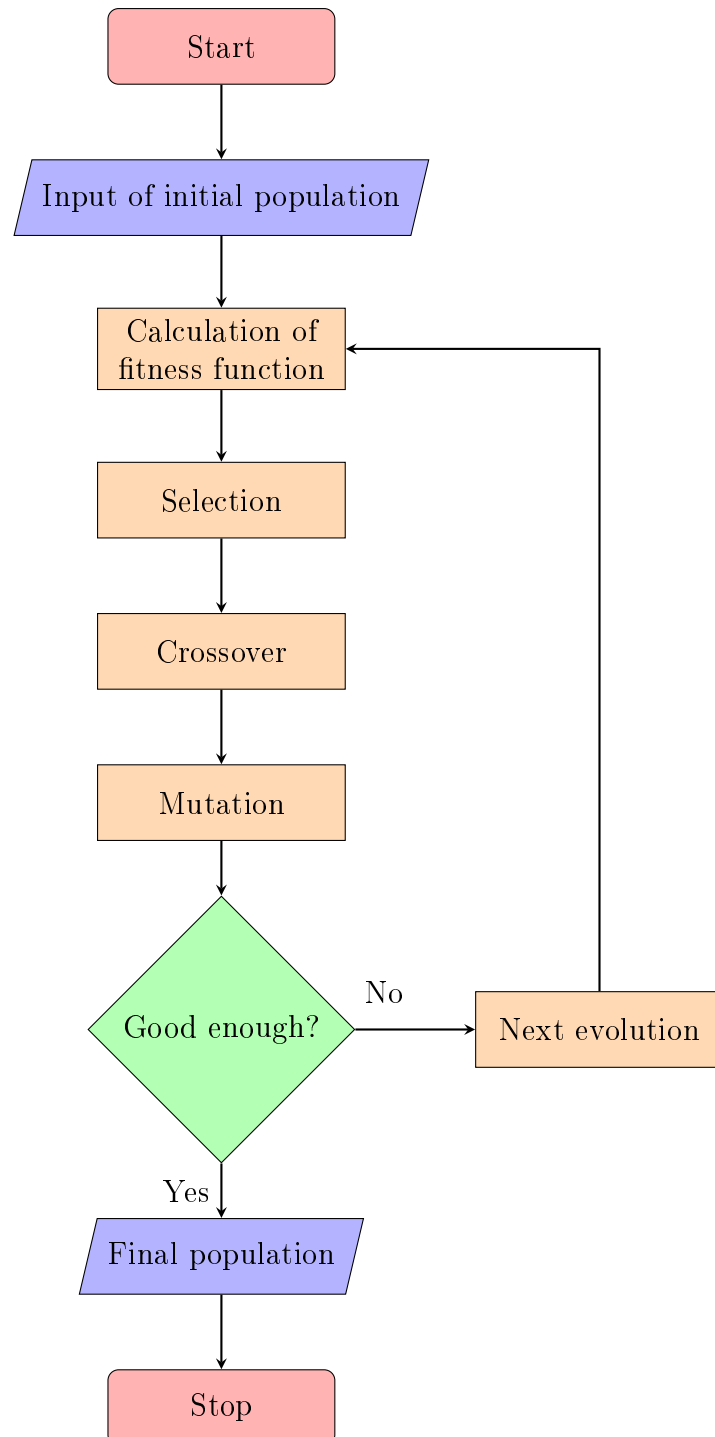 Start
Input of initial population
Calculation of
fitness function
Selection
Crossover
Mutation
Good enough?
No
Next evolution
Yes
Final population
Stop